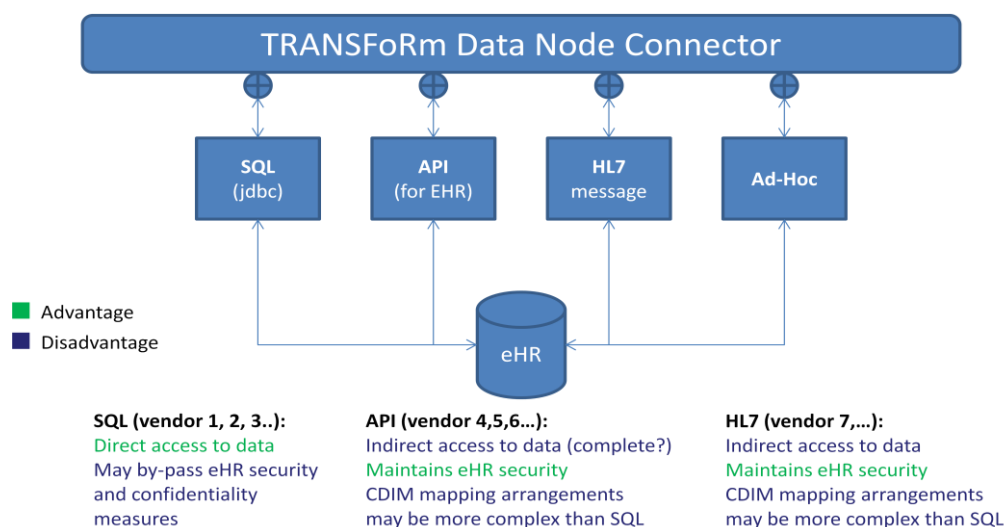 TRANSFoRm Data Node Connector
SQL
(jdbc)
API
(for EHR)
HL7
message
Ad-Hoc
Advantage
Disadvantage
eHR
SQL (vendor 1, 2, 3..):
Direct access to data
May by-pass eHR security
and confidentiality
measures
API (vendor 4,5,6...):
Indirect access to data (complete?)
Maintains eHR security
CDIM mapping arrangements
may be more complex than SQL
HL7 (vendor 7,...):
Indirect access to data
Maintains eHR security
CDIM mapping arrangements
may be more complex than SQL